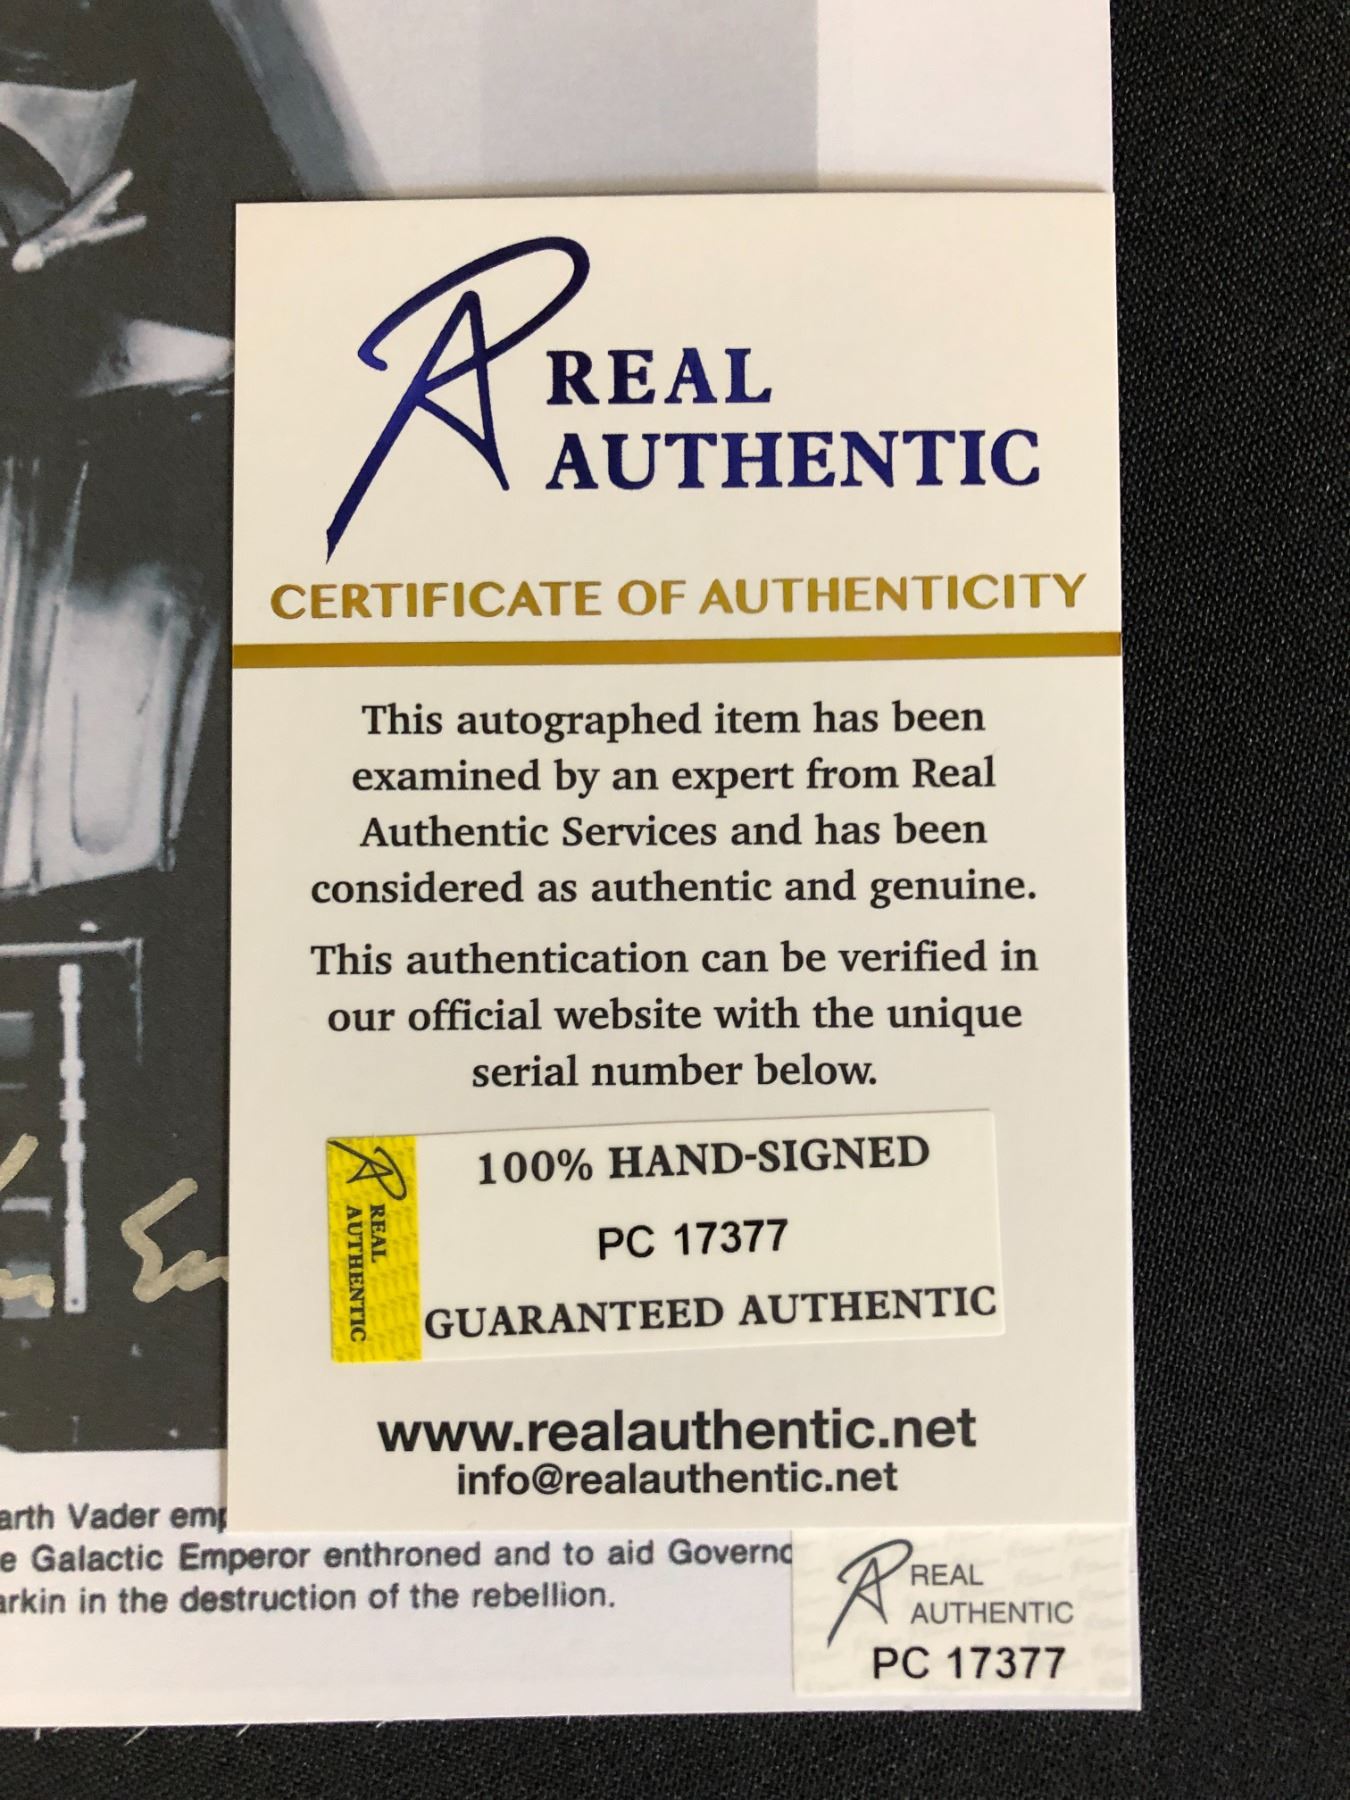 REAL
AUTHENTIC
CERTIFICATE OF AUTHENTICITY
This autographed item has been
examined by an expert from Real
Authentic Services and has been
considered as authentic and genuine.
This authentication can be verified in
our official website with the unique
serial number below.
REAL
AUTHENTIC
100% HAND-SIGNED
PC 17377
GUARANTEED AUTHENTIC
www.realauthentic.net
info@realauthentic.net
arth Vader emp
e Galactic Emperor enthroned and to aid Governo
arkin in the destruction of the rebellion.
REAL
AUTHENTIC
PC 17377